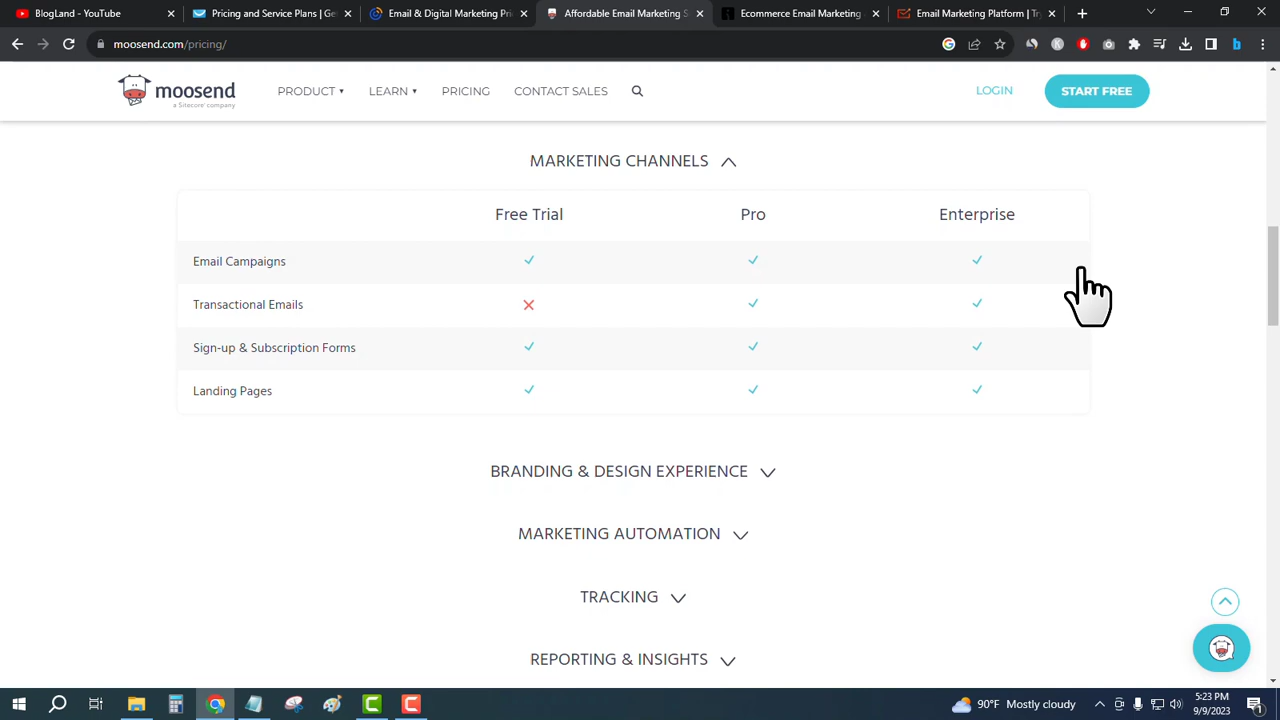 BlogLand - YouTube
Pricing and Service Plans | Ge
Email & Digital Marketing Pri
Affordable Email Marketing S
Ecommerce Email Marketing
Email Marketing Platform | Try
moosend.com/pricing/
moosend
a Sitecore company
PRODUCT
LEARN
PRICING
CONTACT SALES
LOGIN
START FREE
MARKETING CHANNELS
Free Trial
Pro
Enterprise
Email Campaigns
Transactional Emails
Sign-up & Subscription Forms
Landing Pages
BRANDING & DESIGN EXPERIENCE
MARKETING AUTOMATION
TRACKING
REPORTING & INSIGHTS
90°F Mostly cloudy
5:23 PM
9/9/2023